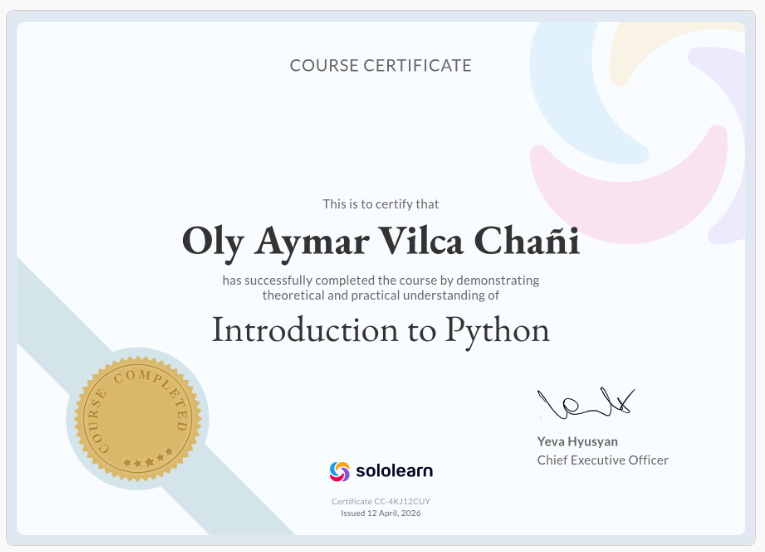 COURSE CERTIFICATE
This is to certify that
Oly Aymar Vilca Chañi
has successfully completed the course by demonstrating
theoretical and practical understanding of
Introduction to Python
COURSE COMPLETED
Yeva Hyusyan
Chief Executive Officer
sololearn
Certificate CC-4KJ12CUY
Issued 12 April, 2026